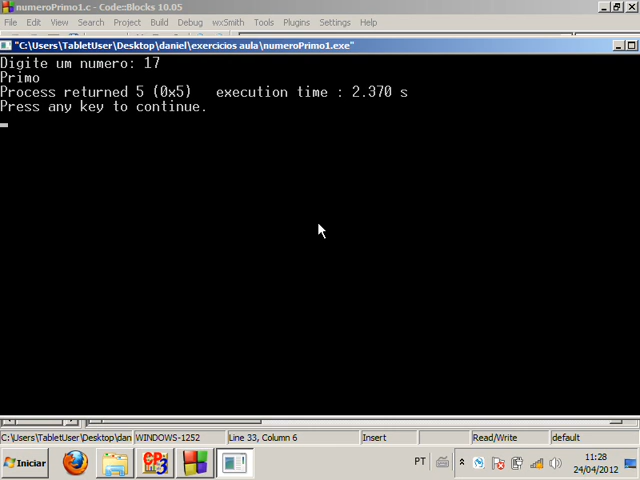 numeroPrimo1.c - Code::Blocks 10.05
File Edit View Search Project Build Debug wxSmith Tools Plugins Settings Help
"C:\Users\TabletUser\Desktop\daniel\exercicios aula\numeroPrimo1.exe"
Digite um numero: 17
Primo
Process returned 5 (0x5)   execution time : 2.370 s
Press any key to continue.
C:\Users\TabletUser\Desktop\dan WINDOWS-1252 Line 33, Column 6 Insert Read/Write default
Iniciar PT 11:28
24/04/2012